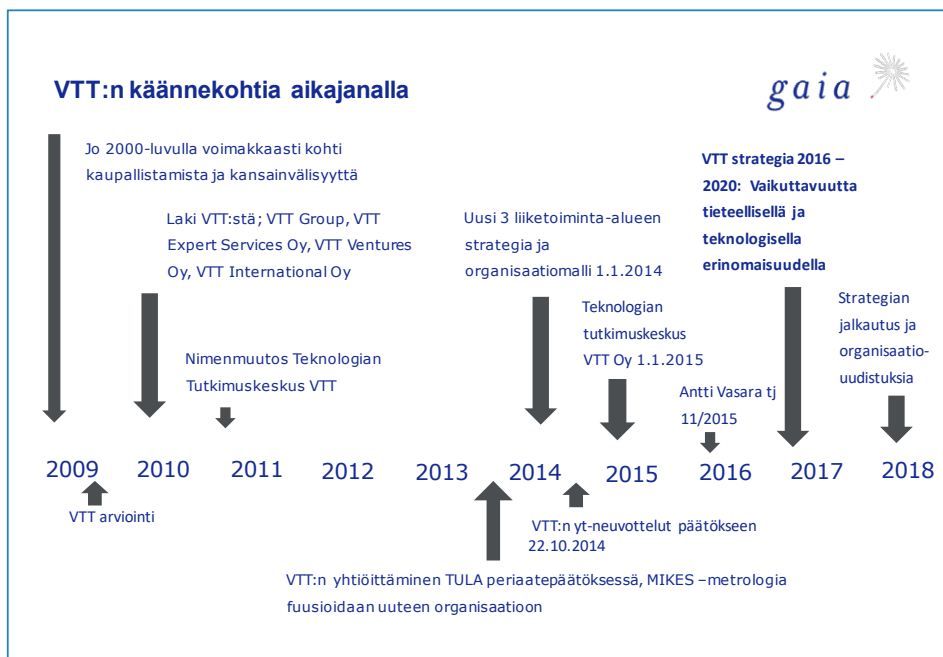 VTT:n käännekohtia aikajanalla
gaia
Jo 2000-luvulla voimakkaasti kohti
kaupallistamista ja kansainvälisyyttä
Laki VTT:stä; VTT Group, VTT
Expert Services Oy, VTT Ventures
Oy, VTT International Oy
Nimenmuutos Teknologian
Tutkimuskeskus VTT
Uusi 3 liiketoiminta-alueen
strategia ja
organisaatiomalli 1.1.2014
Teknologian
tutkimuskeskus
VTT Oy 1.1.2015
Antti Vasara tj
11/2015
VTT strategia 2016 –
2020: Vaikuttavuutta
tieteellisellä ja
teknologisella
erinomaisuudella
Strategian
jalkautus ja
organisaatio-
uudistuksia
2009 2010 2011 2012 2013 2014 2015 2016 2017 2018
VTT arviointi
VTT:n yt-neuvottelut päätökseen
22.10.2014
VTT:n yhtiöittäminen TULA periaatepäätöksessä, MIKES –metrologia
fuusioidaan uuteen organisaatioon